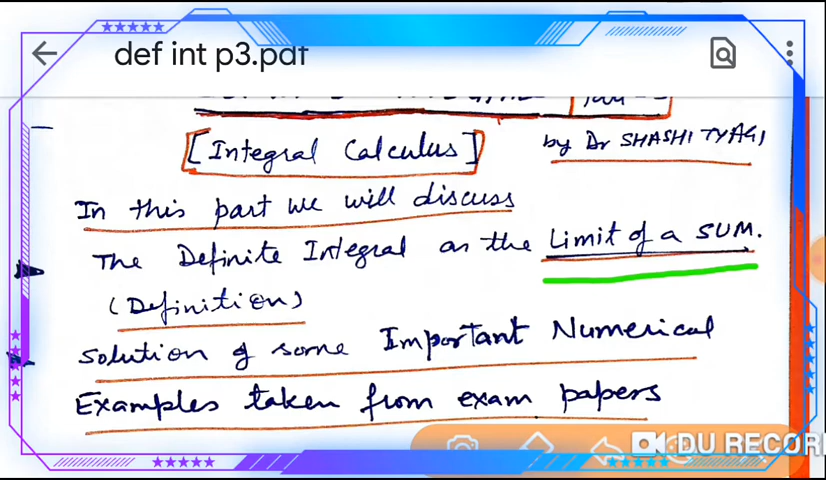 def int p3.pdf
[Integral Calculus]
by Dr SHASHI TYAGI
In this part we will discuss
The Definite Integral as the Limit of a SUM.
(Definition)
Solution of some Important Numerical
Examples taken from exam papers
DU RECOR